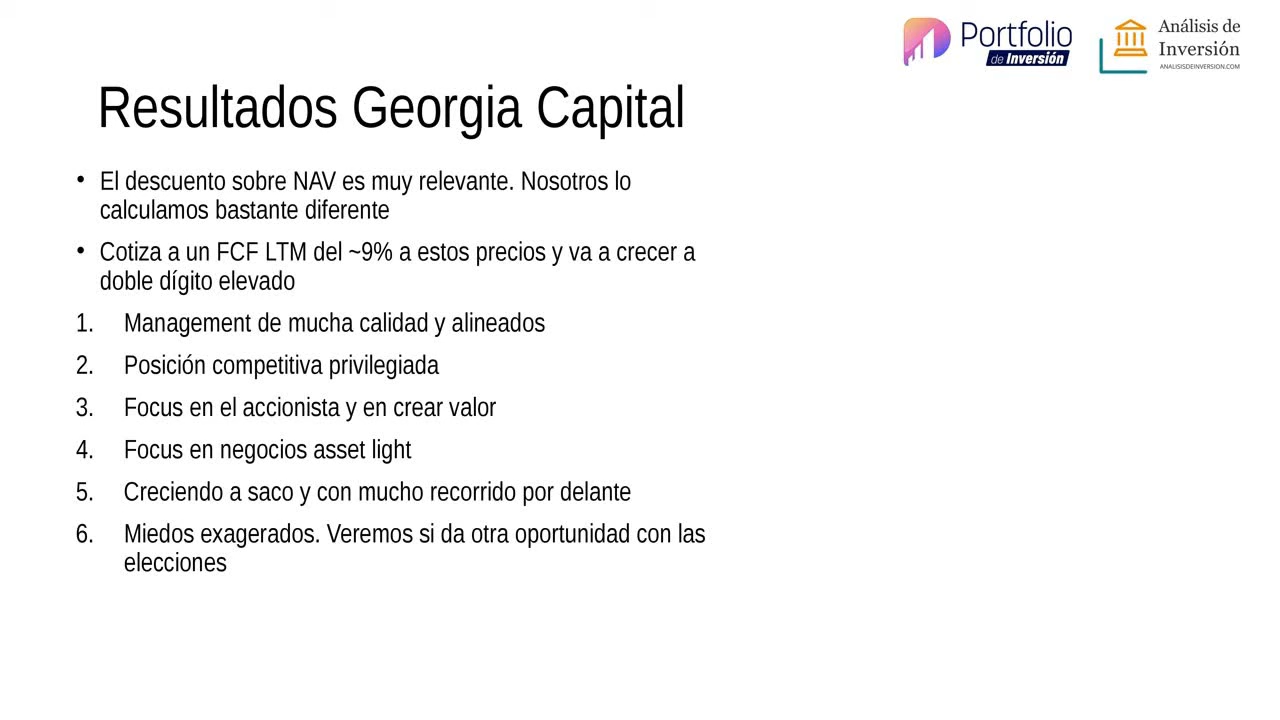 Portfolio
de Inversión
Análisis de
Inversión
ANALISISDEINVERSION.COM
Resultados Georgia Capital
• El descuento sobre NAV es muy relevante. Nosotros lo
calculamos bastante diferente
• Cotiza a un FCF LTM del ~9% a estos precios y va a crecer a
doble dígito elevado
1. Management de mucha calidad y alineados
2. Posición competitiva privilegiada
3. Focus en el accionista y en crear valor
4. Focus en negocios asset light
5. Creciendo a saco y con mucho recorrido por delante
6. Miedos exagerados. Veremos si da otra oportunidad con las
elecciones